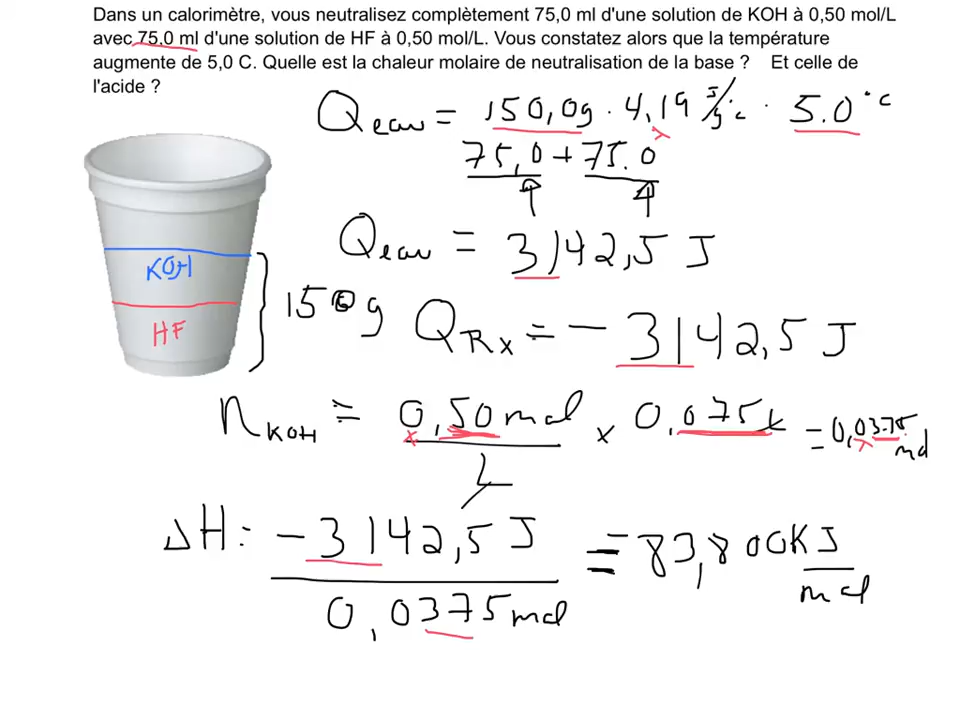 Dans un calorimètre, vous neutralisez complètement 75,0 ml d'une solution de KOH à 0,50 mol/L
avec 75,0 ml d'une solution de HF à 0,50 mol/L. Vous constatez alors que la température
augmente de 5,0 C. Quelle est la chaleur molaire de neutralisation de la base ? Et celle de
l'acide ?
Qeau = 150,0g · 4,19 J/g°c · 5.0 °c
75,0 + 75.0
Qeau = 3142,5 J
KOH
HF
150 g
QRx = - 3142,5 J
nKOH = 0,50 mol / L x 0,075 L = 0,0375 mol
ΔH = -3142,5 J / 0,0375 mol = -83,800 KJ / mol